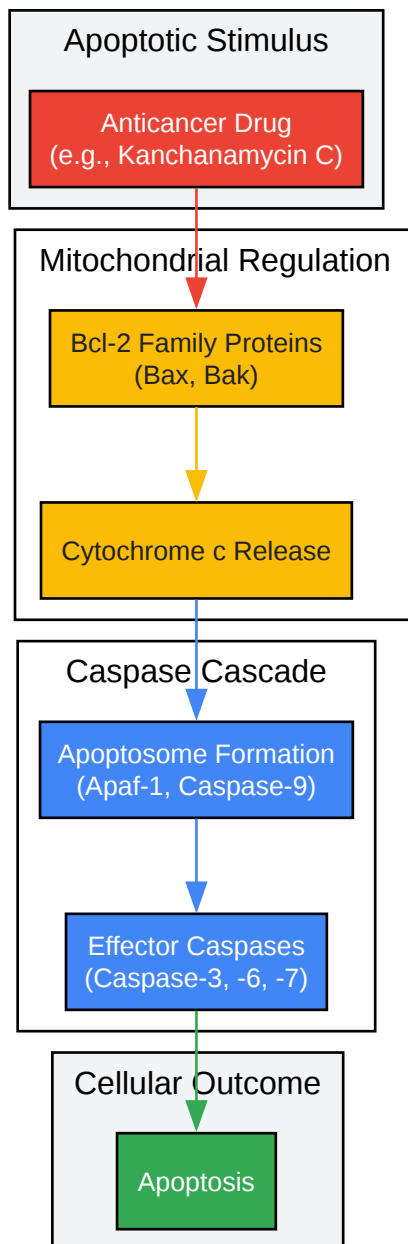 Apoptotic Stimulus
Anticancer Drug
(e.g., Kanchanamycin C)
Mitochondrial Regulation
Bcl-2 Family Proteins
(Bax, Bak)
Cytochrome c Release
Caspase Cascade
Apoptosome Formation
(Apaf-1, Caspase-9)
Effector Caspases
(Caspase-3, -6, -7)
Cellular Outcome
Apoptosis